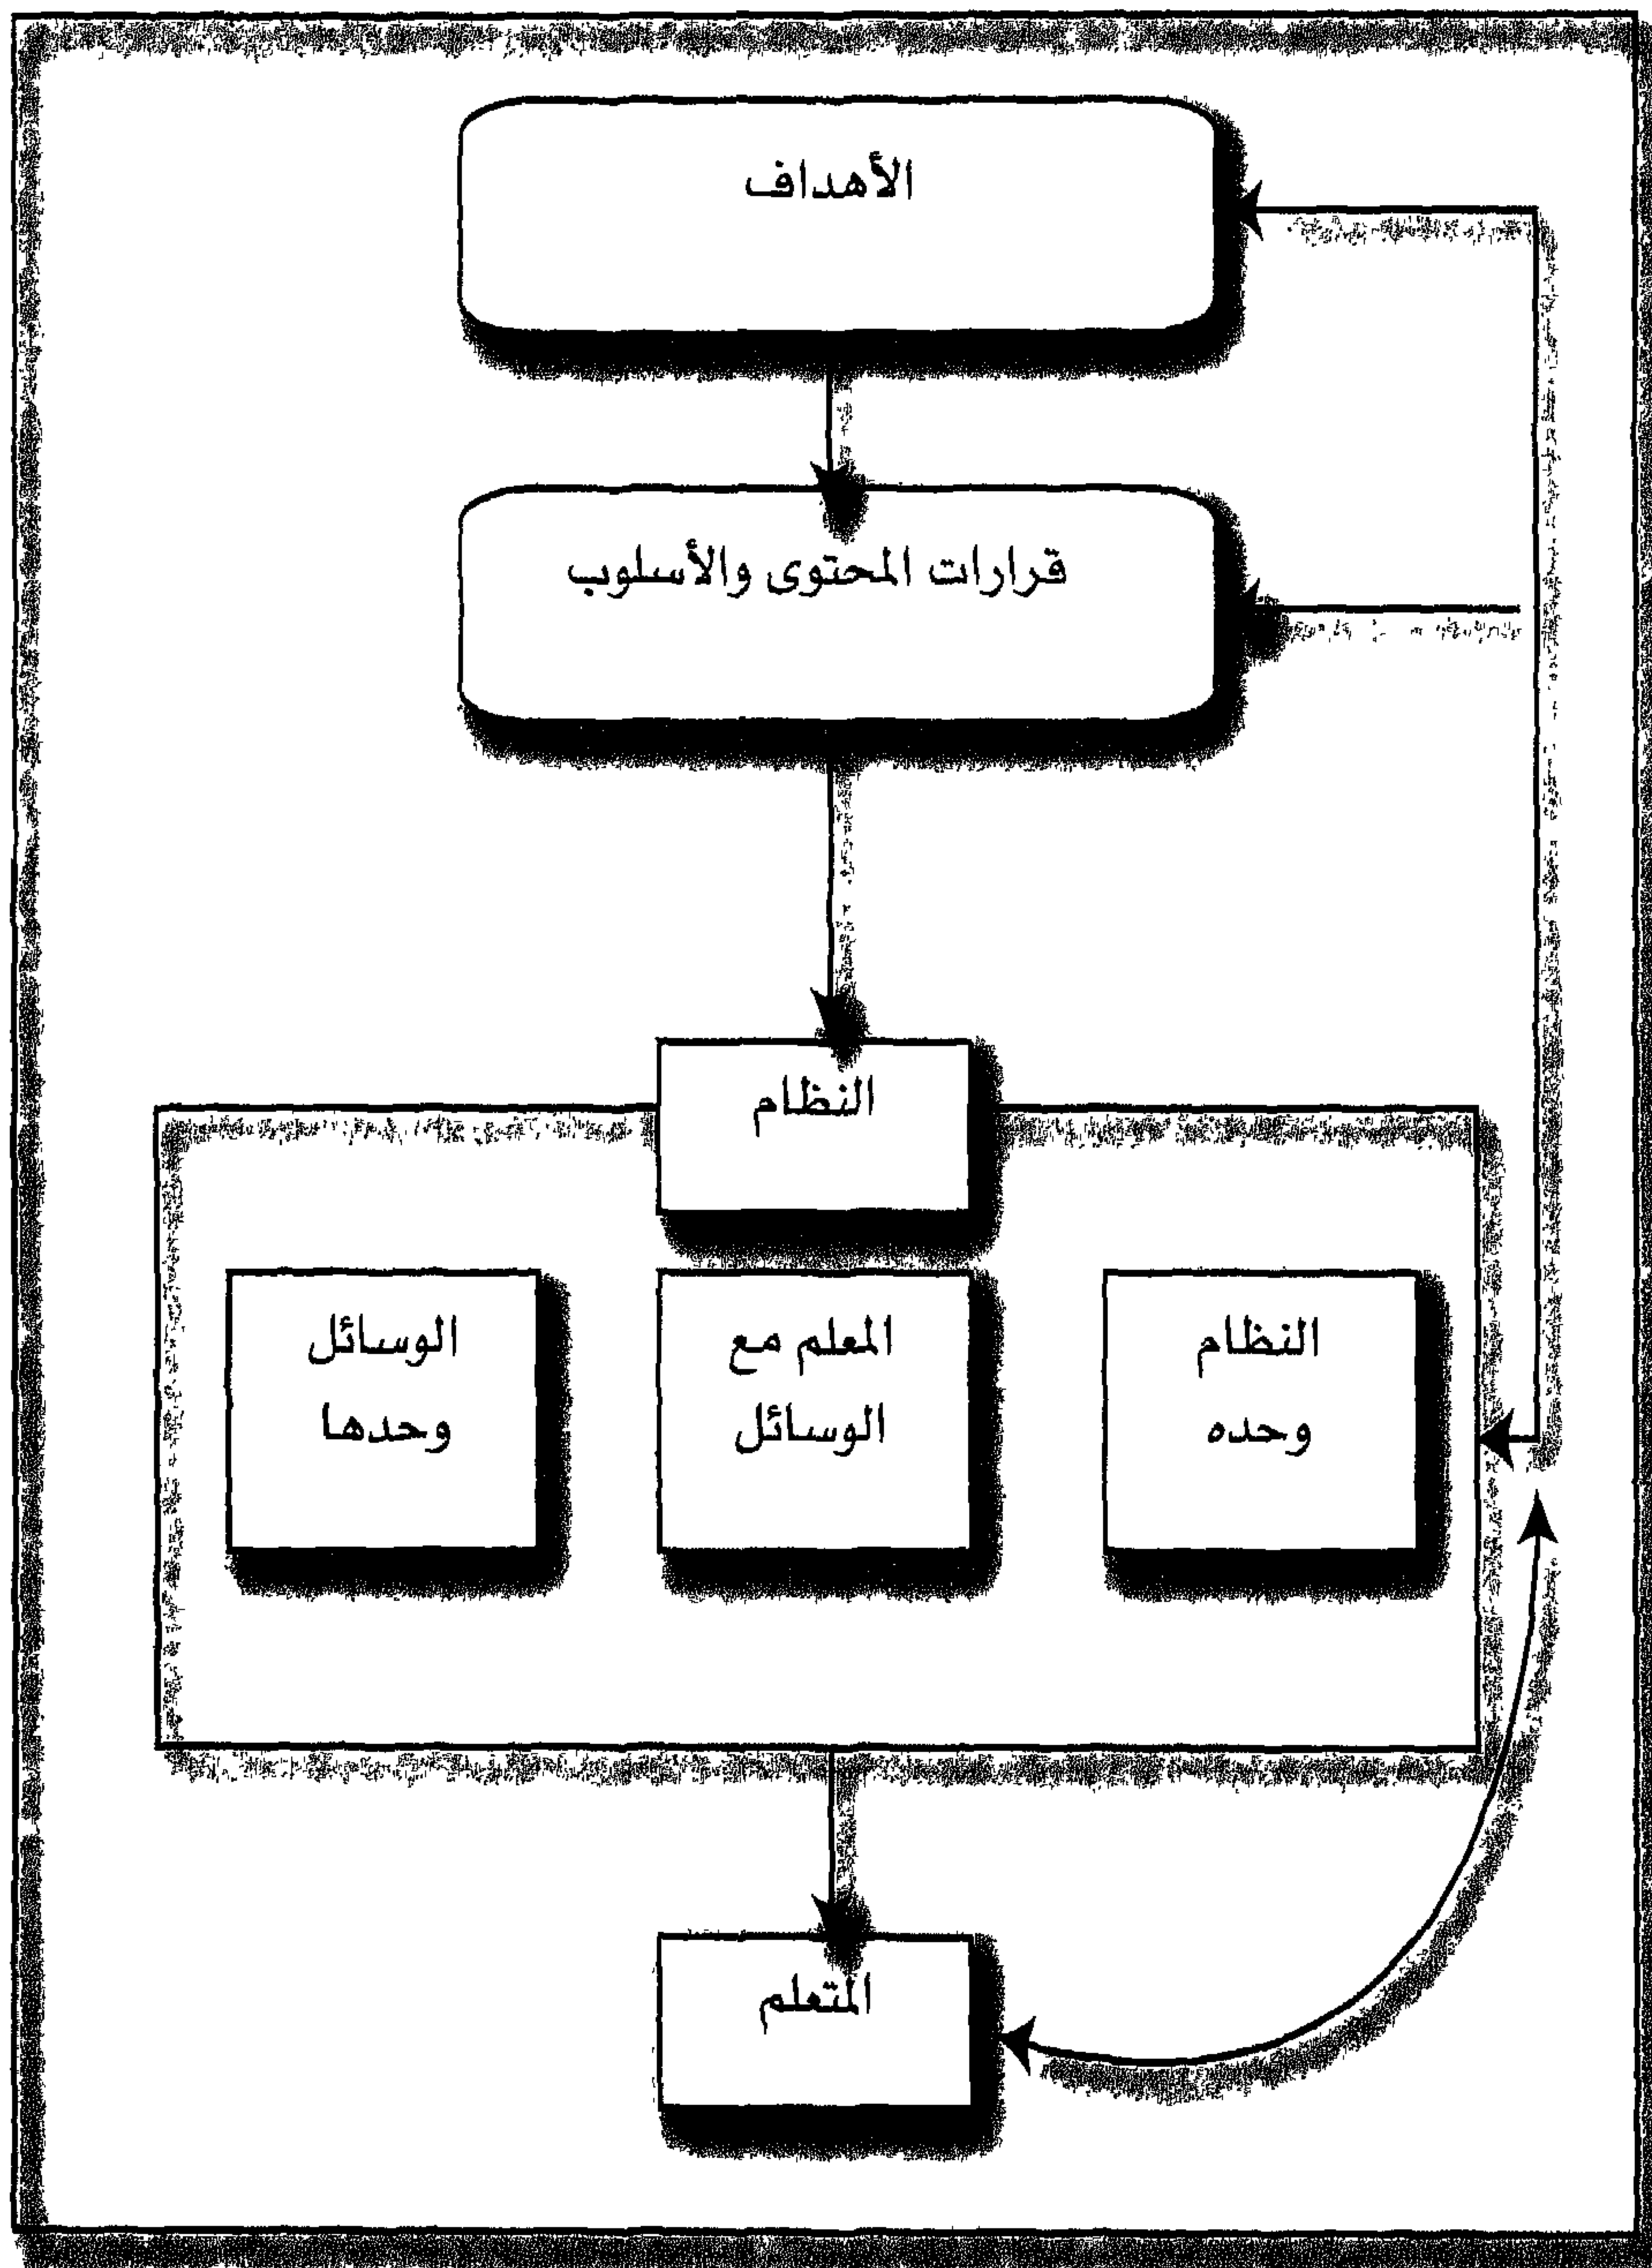 الأهداف
قرارات المحتوى والأسلوب
النظام
النظام
وحده
المعلم مع
الوسائل
الوسائل
وحدها
المتعلم